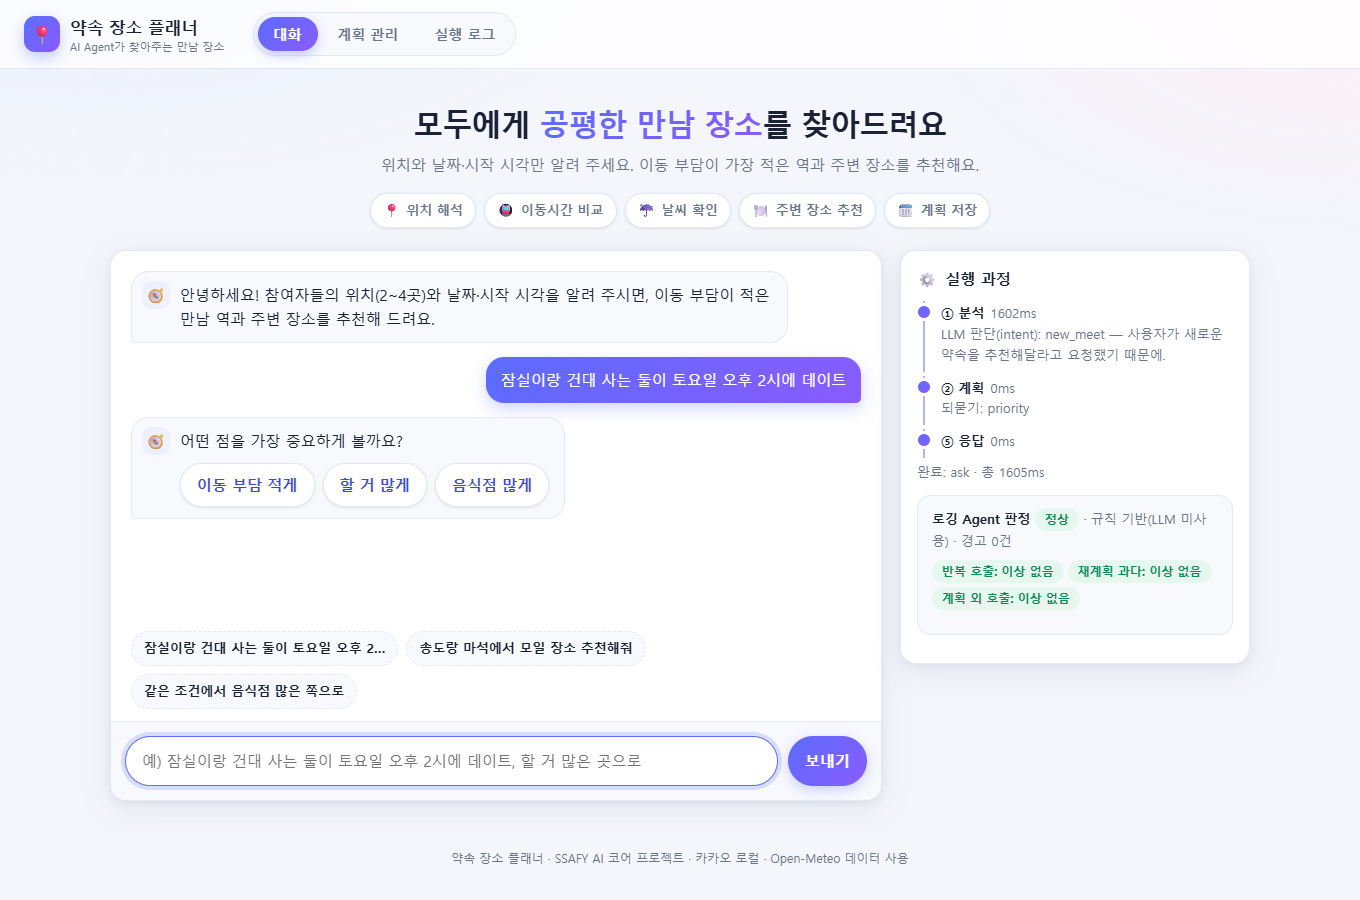 약속 장소 플래너
AI Agent가 찾아주는 만남 장소
대화
계획 관리
실행 로그
모두에게 공평한 만남 장소를 찾아드려요
위치와 날짜·시작 시각만 알려 주세요. 이동 부담이 가장 적은 역과 주변 장소를 추천해요.
위치 해석
이동시간 비교
날씨 확인
주변 장소 추천
계획 저장
안녕하세요! 참여자들의 위치(2~4곳)와 날짜·시작 시각을 알려 주시면, 이동 부담이 적은
만남 역과 주변 장소를 추천해 드려요.
잠실이랑 건대 사는 둘이 토요일 오후 2시에 데이트
어떤 점을 가장 중요하게 볼까요?
이동 부담 적게
할 거 많게
음식점 많게
잠실이랑 건대 사는 둘이 토요일 오후 2...
송도랑 마석에서 모일 장소 추천해줘
같은 조건에서 음식점 많은 쪽으로
예) 잠실이랑 건대 사는 둘이 토요일 오후 2시에 데이트, 할 거 많은 곳으로
보내기
실행 과정
① 분석 1602ms
LLM 판단(intent): new_meet — 사용자가 새로운
약속을 추천해달라고 요청했기 때문에.
② 계획 0ms
되묻기: priority
⑤ 응답 0ms
완료: ask · 총 1605ms
로깅 Agent 판정 정상 · 규칙 기반(LLM 미사
용) · 경고 0건
반복 호출: 이상 없음
재계획 과다: 이상 없음
계획 외 호출: 이상 없음
약속 장소 플래너 · SSAFY AI 코어 프로젝트 · 카카오 로컬 · Open-Meteo 데이터 사용